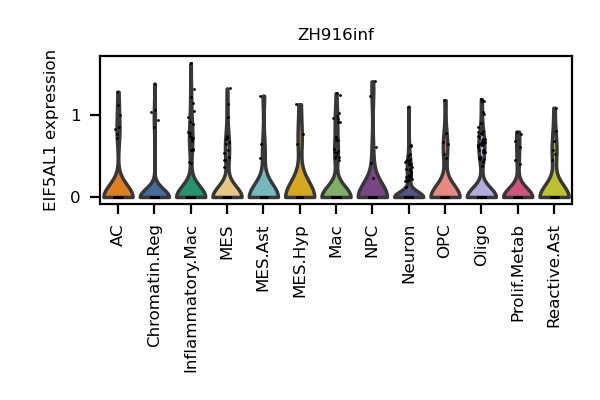 ZH916inf
EIF5AL1 expression
1
0
AC
Chromatin.Reg
Inflammatory.Mac
MES
MES.Ast
MES.Hyp
Mac
NPC
Neuron
OPC
Oligo
Prolif.Metab
Reactive.Ast